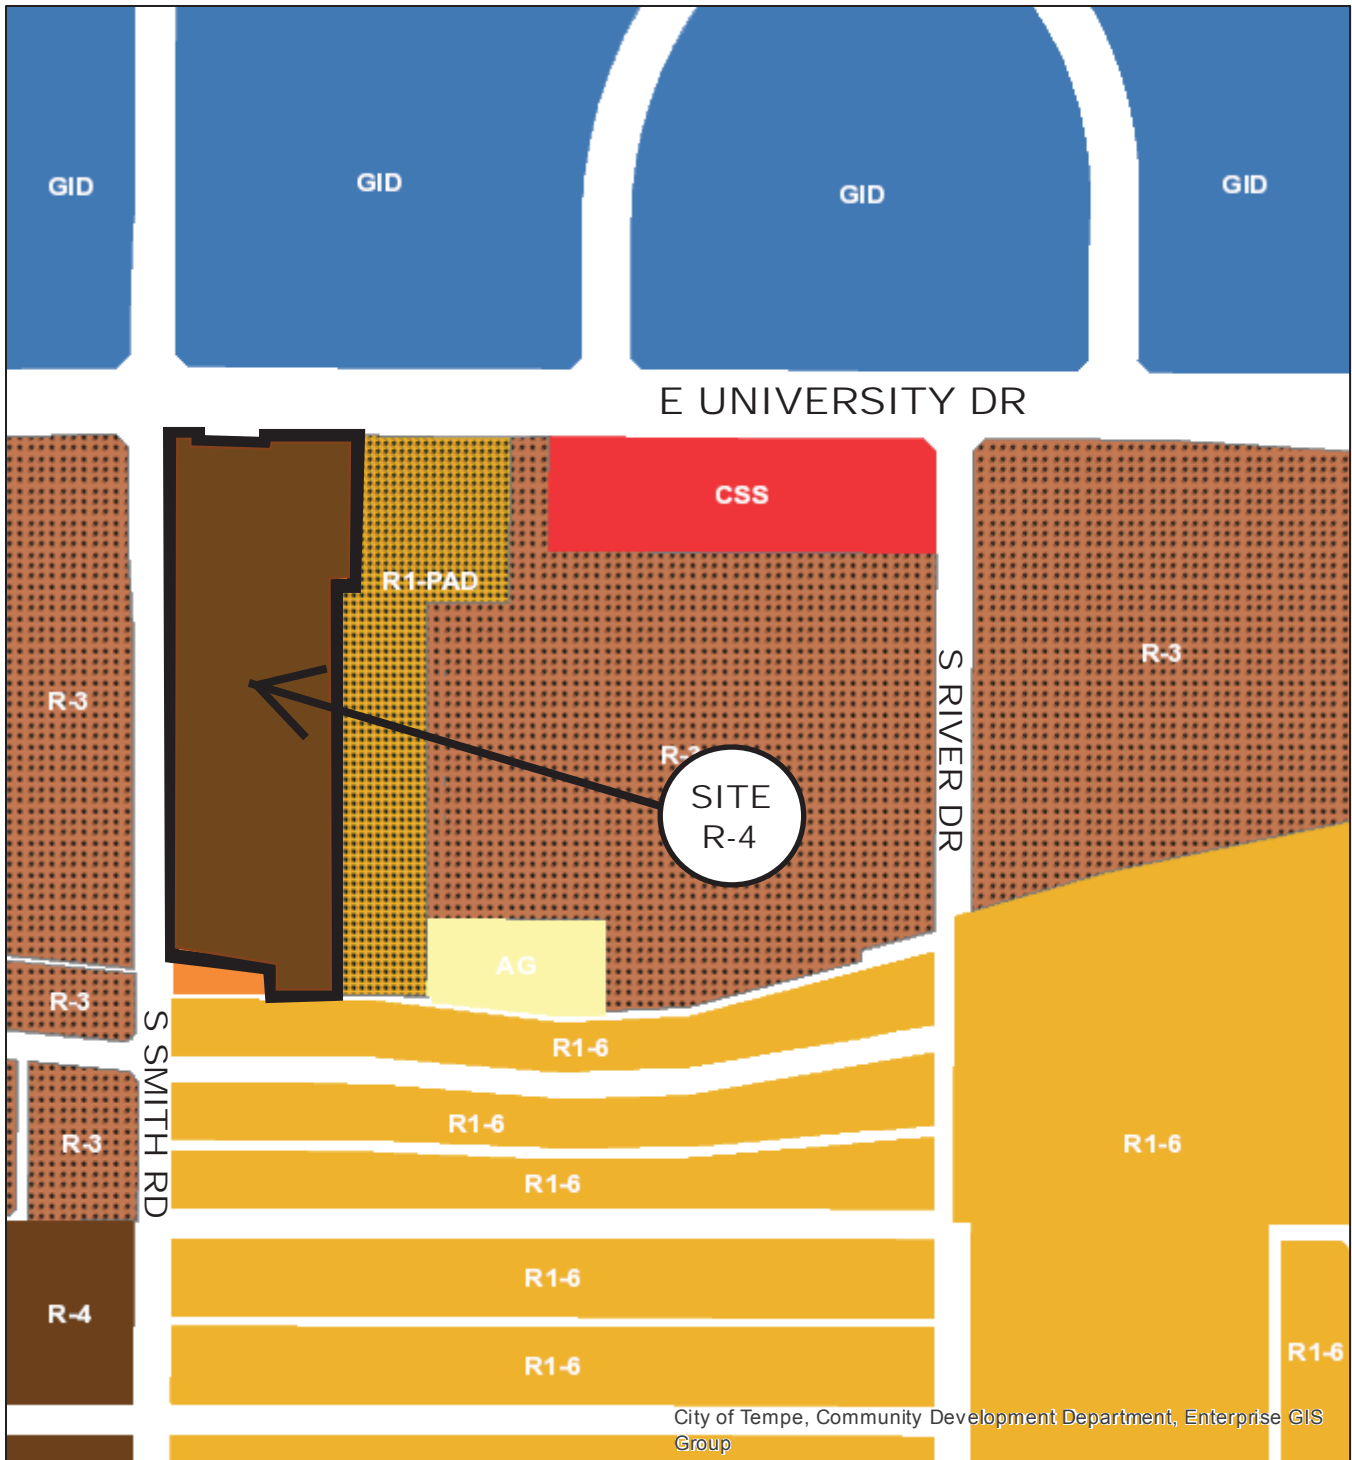 GID
GID
GID
GID
E UNIVERSITY DR
CSS
R1-PAD
R-3
S RIVER DR
R-3
R-3
SITE
R-4
AG
R-3
S SMITH RD
R1-6
R1-6
R-3
R1-6
R1-6
R1-6
R-4
R1-6
R1-6
City of Tempe, Community Development Department, Enterprise GIS
Group